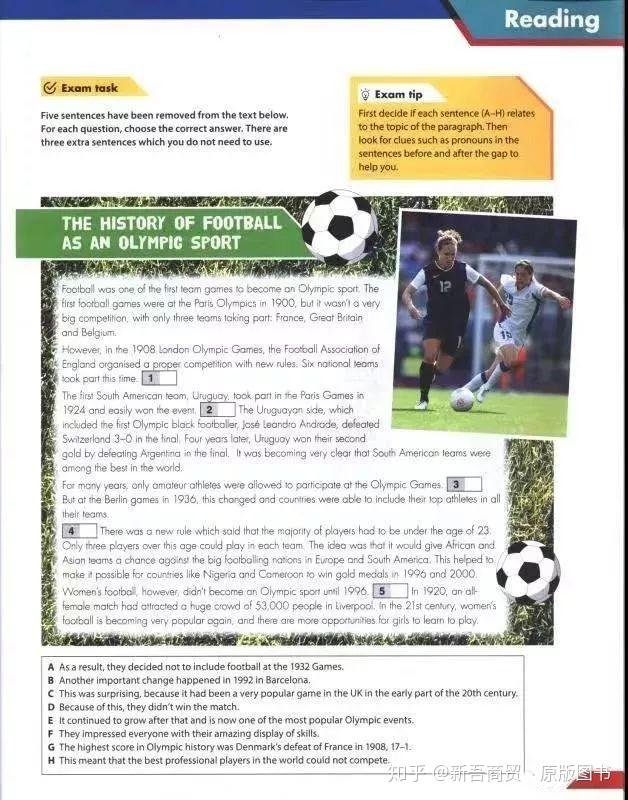 Reading
Exam task
Five sentences have been removed from the text below.
For each question, choose the correct answer. There are
three extra sentences which you do not need to use.
Exam tip
First decide if each sentence (A–H) relates
to the topic of the paragraph. Then
look for clues such as pronouns in the
sentences before and after the gap to
help you.
THE HISTORY OF FOOTBALL
AS AN OLYMPIC SPORT
Football was one of the first team games to become an Olympic sport. The
first football games were at the Paris Olympics in 1900, but it wasn't a very
big competition, with only three teams taking part: France, Great Britain
and Belgium.
However, in the 1908 London Olympic Games, the Football Association of
England organised a proper competition with new rules. Six national teams
took part this time. 1
The first South American team, Uruguay, took part in the Paris Games in
1924 and easily won the event. 2 The Uruguayan side, which
included the first Olympic black footballer, José Leandro Andrade, defeated
Switzerland 3–0 in the final. Four years later, Uruguay won their second
gold by defeating Argentina in the final. It was becoming very clear that South American teams were
among the best in the world.
For many years, only amateur athletes were allowed to participate at the Olympic Games. 3
But at the Berlin games in 1936, this changed and countries were able to include their top athletes in all
their teams.
4 There was a new rule which said that the majority of players had to be under the age of 23.
Only three players over this age could play in each team. The idea was that it would give African and
Asian teams a chance against the big footballing nations in Europe and South America. This helped to
make it possible for countries like Nigeria and Cameroon to win gold medals in 1996 and 2000.
Women's football, however, didn't become an Olympic sport until 1996. 5 In 1920, an all-
female match had attracted a huge crowd of 53,000 people in Liverpool. In the 21st century, women's
football is becoming very popular again, and there are more opportunities for girls to learn to play.
12
16
A As a result, they decided not to include football at the 1932 Games.
B Another important change happened in 1992 in Barcelona.
C This was surprising, because it had been a very popular game in the UK in the early part of the 20th century.
D Because of this, they didn't win the match.
E It continued to grow after that and is now one of the most popular Olympic events.
F They impressed everyone with their amazing display of skills.
G The highest score in Olympic history was Denmark's defeat of France in 1908, 17–1.
H This meant that the best professional players in the world could not compete.
知乎 @新吾商贸·原版图书